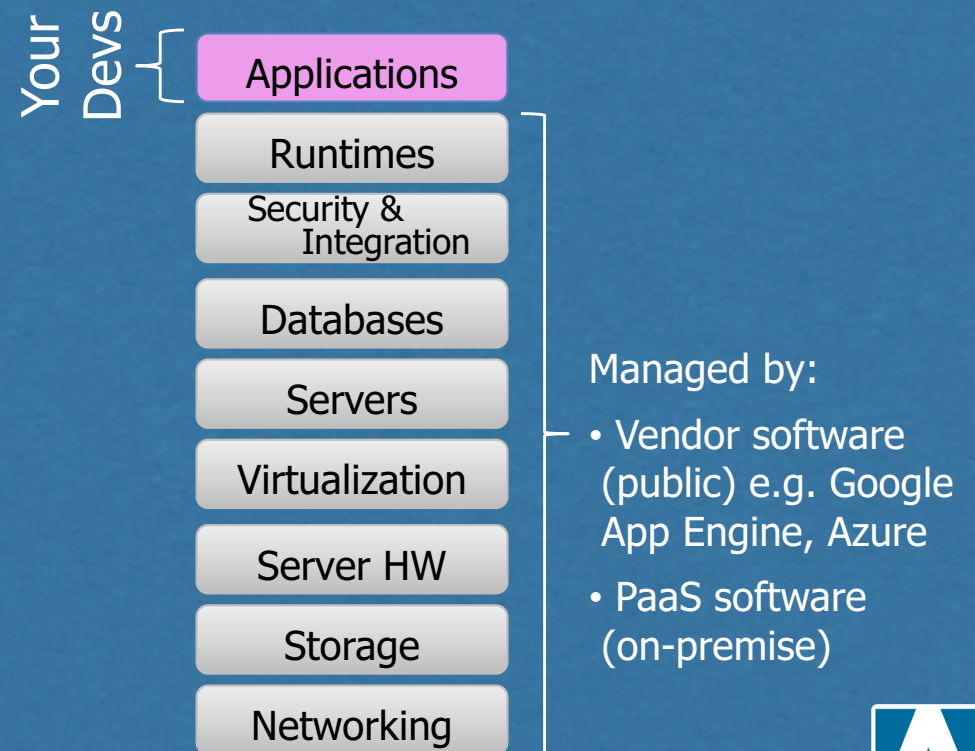 Your
Devs
Applications
Runtimes
Security &
Integration
Databases
Servers
Virtualization
Server HW
Storage
Networking
Managed by:
• Vendor software
(public) e.g. Google
App Engine, Azure
• PaaS software
(on-premise)